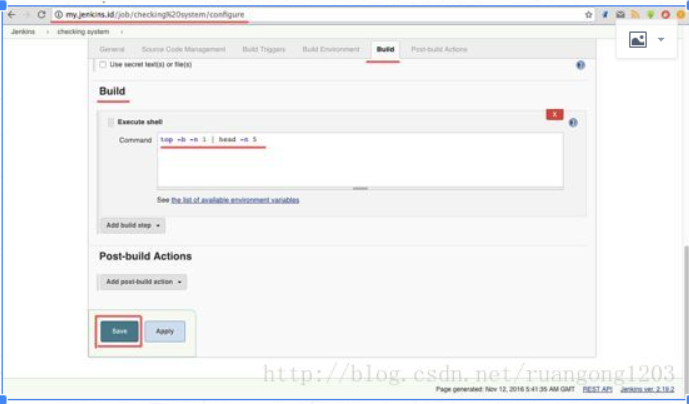 my.jenkins.id/job/checking%20system/configure
Jenkins › checking system ›
General Source Code Management Build Triggers Build Environment Build Post-build Actions
Use secret text(s) or file(s)
Build
Execute shell
X
Command top -b -n 1 | head -n 5
See the list of available environment variables
Add build step
Post-build Actions
Add post-build action
Save Apply
http://blog.csdn.net/ruangong1203
Page generated: Nov 12, 2016 5:41:35 AM GMT REST API Jenkins ver. 2.19.2